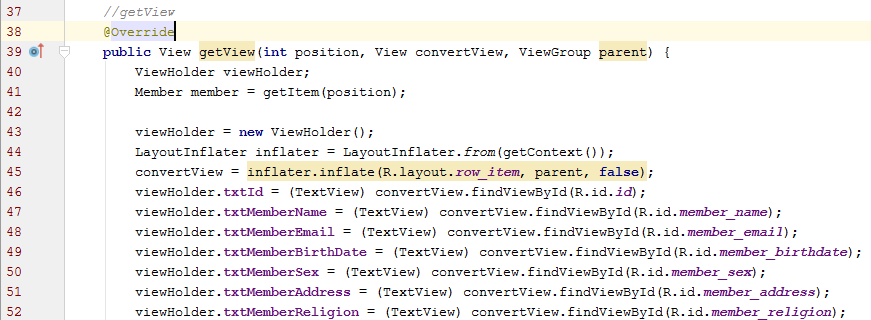 37 //getView
38 @Override
39 public View getView(int position, View convertView, ViewGroup parent) {
40 ViewHolder viewHolder;
41 Member member = getItem(position);
42
43 viewHolder = new ViewHolder();
44 LayoutInflater inflater = LayoutInflater.from(getContext());
45 convertView = inflater.inflate(R.layout.row_item, parent, false);
46 viewHolder.txtId = (TextView) convertView.findViewById(R.id.id);
47 viewHolder.txtMemberName = (TextView) convertView.findViewById(R.id.member_name);
48 viewHolder.txtMemberEmail = (TextView) convertView.findViewById(R.id.member_email);
49 viewHolder.txtMemberBirthDate = (TextView) convertView.findViewById(R.id.member_birthdate);
50 viewHolder.txtMemberSex = (TextView) convertView.findViewById(R.id.member_sex);
51 viewHolder.txtMemberAddress = (TextView) convertView.findViewById(R.id.member_address);
52 viewHolder.txtMemberReligion = (TextView) convertView.findViewById(R.id.member_religion);